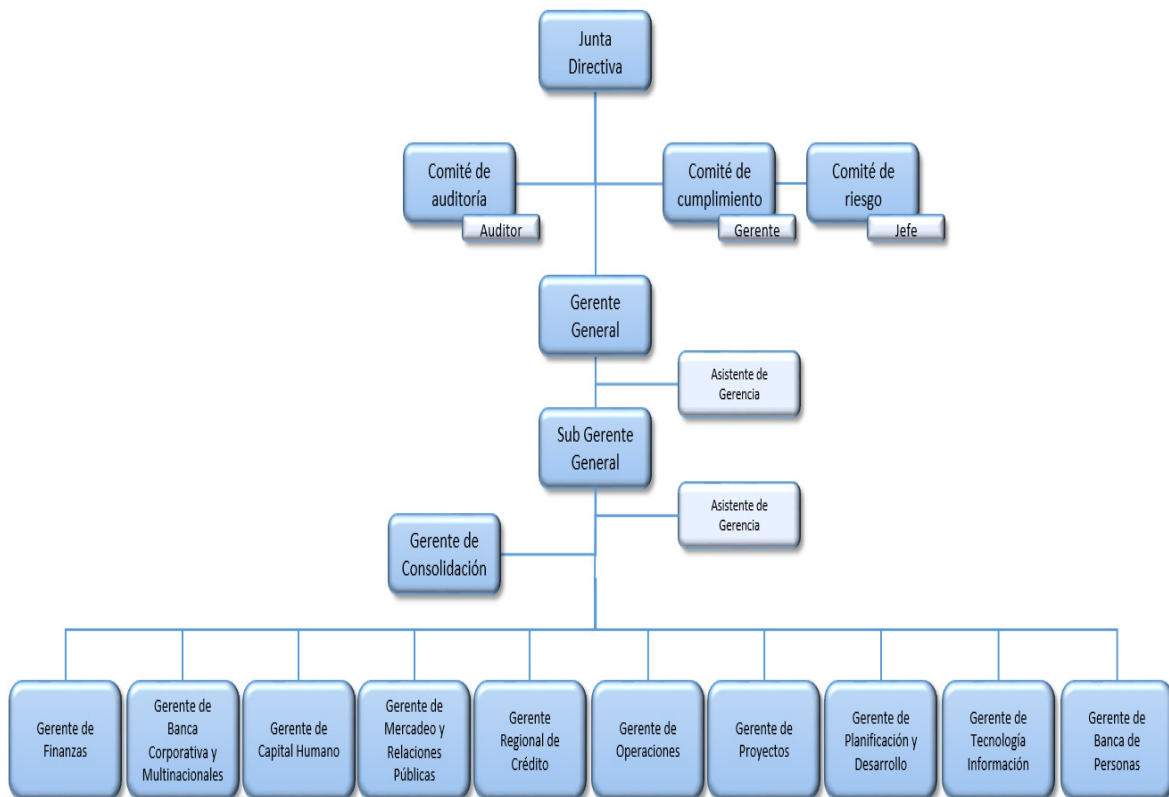 Junta
Directiva
Comité de
auditoría
Auditor
Comité de
cumplimiento
Gerente
Comité de
riesgo
Jefe
Gerente
General
Asistente de
Gerencia
Sub Gerente
General
Asistente de
Gerencia
Gerente de
Consolidación
Gerente de
Finanzas
Gerente de
Banca
Corporativa y
Multinacionales
Gerente de
Capital Humano
Gerente de
Mercadeo y
Relaciones
Públicas
Gerente
Regional de
Crédito
Gerente de
Operaciones
Gerente de
Proyectos
Gerente de
Planificación y
Desarrollo
Gerente de
Tecnología
Información
Gerente de
Banca de
Personas